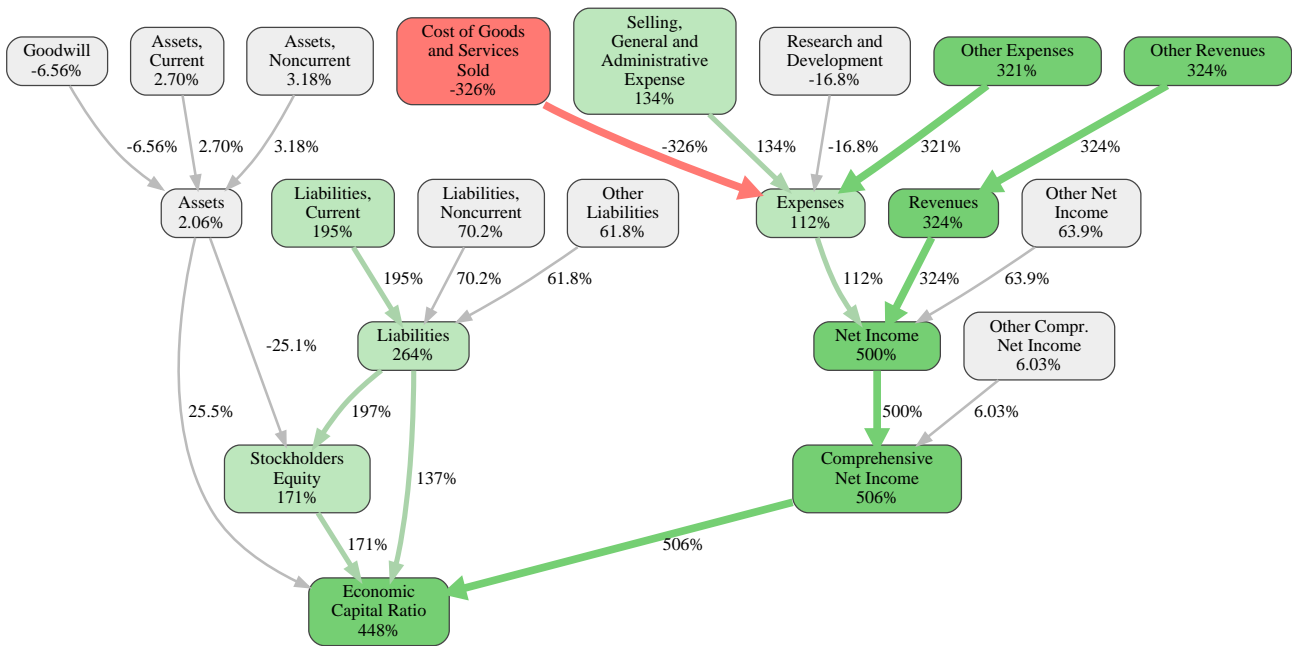 Goodwill
-6.56%
Assets,
Current
2.70%
Assets,
Noncurrent
3.18%
Cost of Goods
and Services
Sold
-326%
Selling,
General and
Administrative
Expense
134%
Research and
Development
-16.8%
Other Expenses
321%
Other Revenues
324%
-6.56%
2.70%
3.18%
-326%
134%
-16.8%
321%
324%
Assets
2.06%
Liabilities,
Current
195%
Liabilities,
Noncurrent
70.2%
Other
Liabilities
61.8%
Expenses
112%
Revenues
324%
Other Net
Income
63.9%
195%
70.2%
61.8%
112%
324%
63.9%
-25.1%
Liabilities
264%
Net Income
500%
Other Compr.
Net Income
6.03%
25.5%
197%
500%
6.03%
Stockholders
Equity
171%
137%
Comprehensive
Net Income
506%
171%
506%
Economic
Capital Ratio
448%